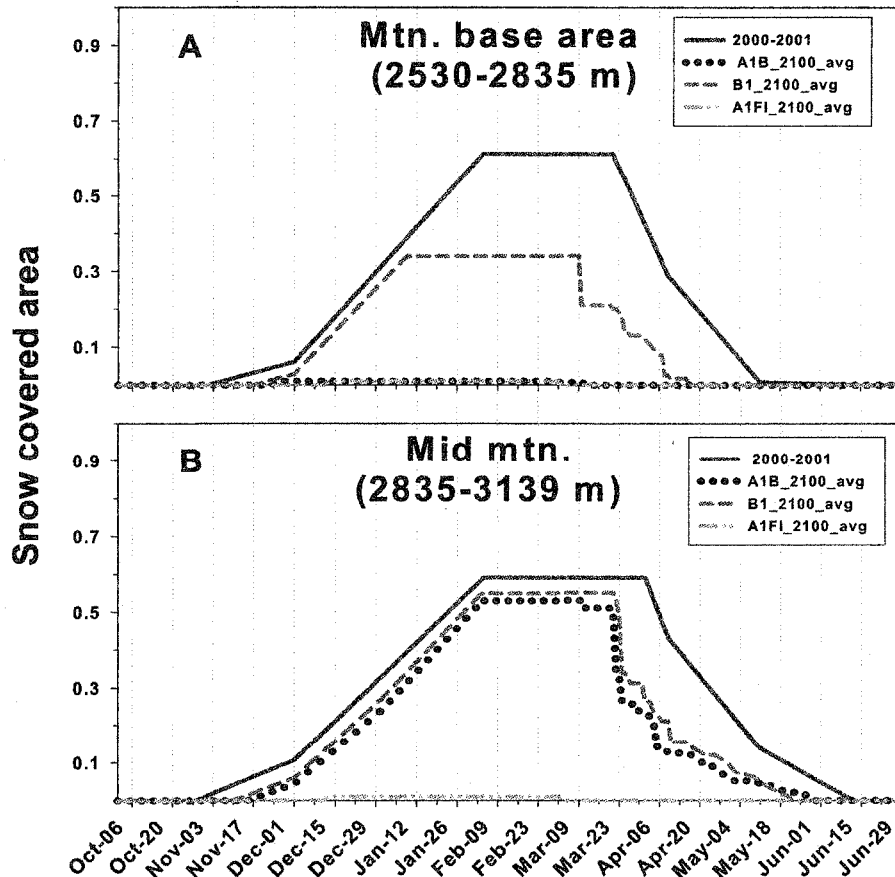 A
Mtn. base area
(2530-2835 m)
2000-2001
A1B_2100_avg
B1_2100_avg
A1FI_2100_avg
0.9
0.7
0.5
0.3
0.1
Snow covered area
B
Mid mtn.
(2835-3139 m)
2000-2001
A1B_2100_avg
B1_2100_avg
A1FI_2100_avg
0.9
0.7
0.5
0.3
0.1
Oct-06
Oct-20
Nov-03
Nov-17
Dec-01
Dec-15
Dec-29
Jan-12
Jan-26
Feb-09
Feb-23
Mar-09
Mar-23
Apr-06
Apr-20
May-04
May-18
Jun-01
Jun-15
Jun-29